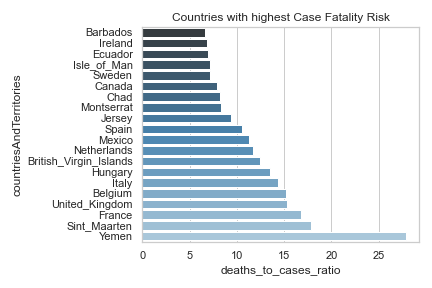 Countries with highest Case Fatality Risk
countriesAndTerritories
Barbados
Ireland
Ecuador
Isle_of_Man
Sweden
Canada
Chad
Montserrat
Jersey
Spain
Mexico
Netherlands
British_Virgin_Islands
Hungary
Italy
Belgium
United_Kingdom
France
Sint_Maarten
Yemen
0 5 10 15 20 25
deaths_to_cases_ratio